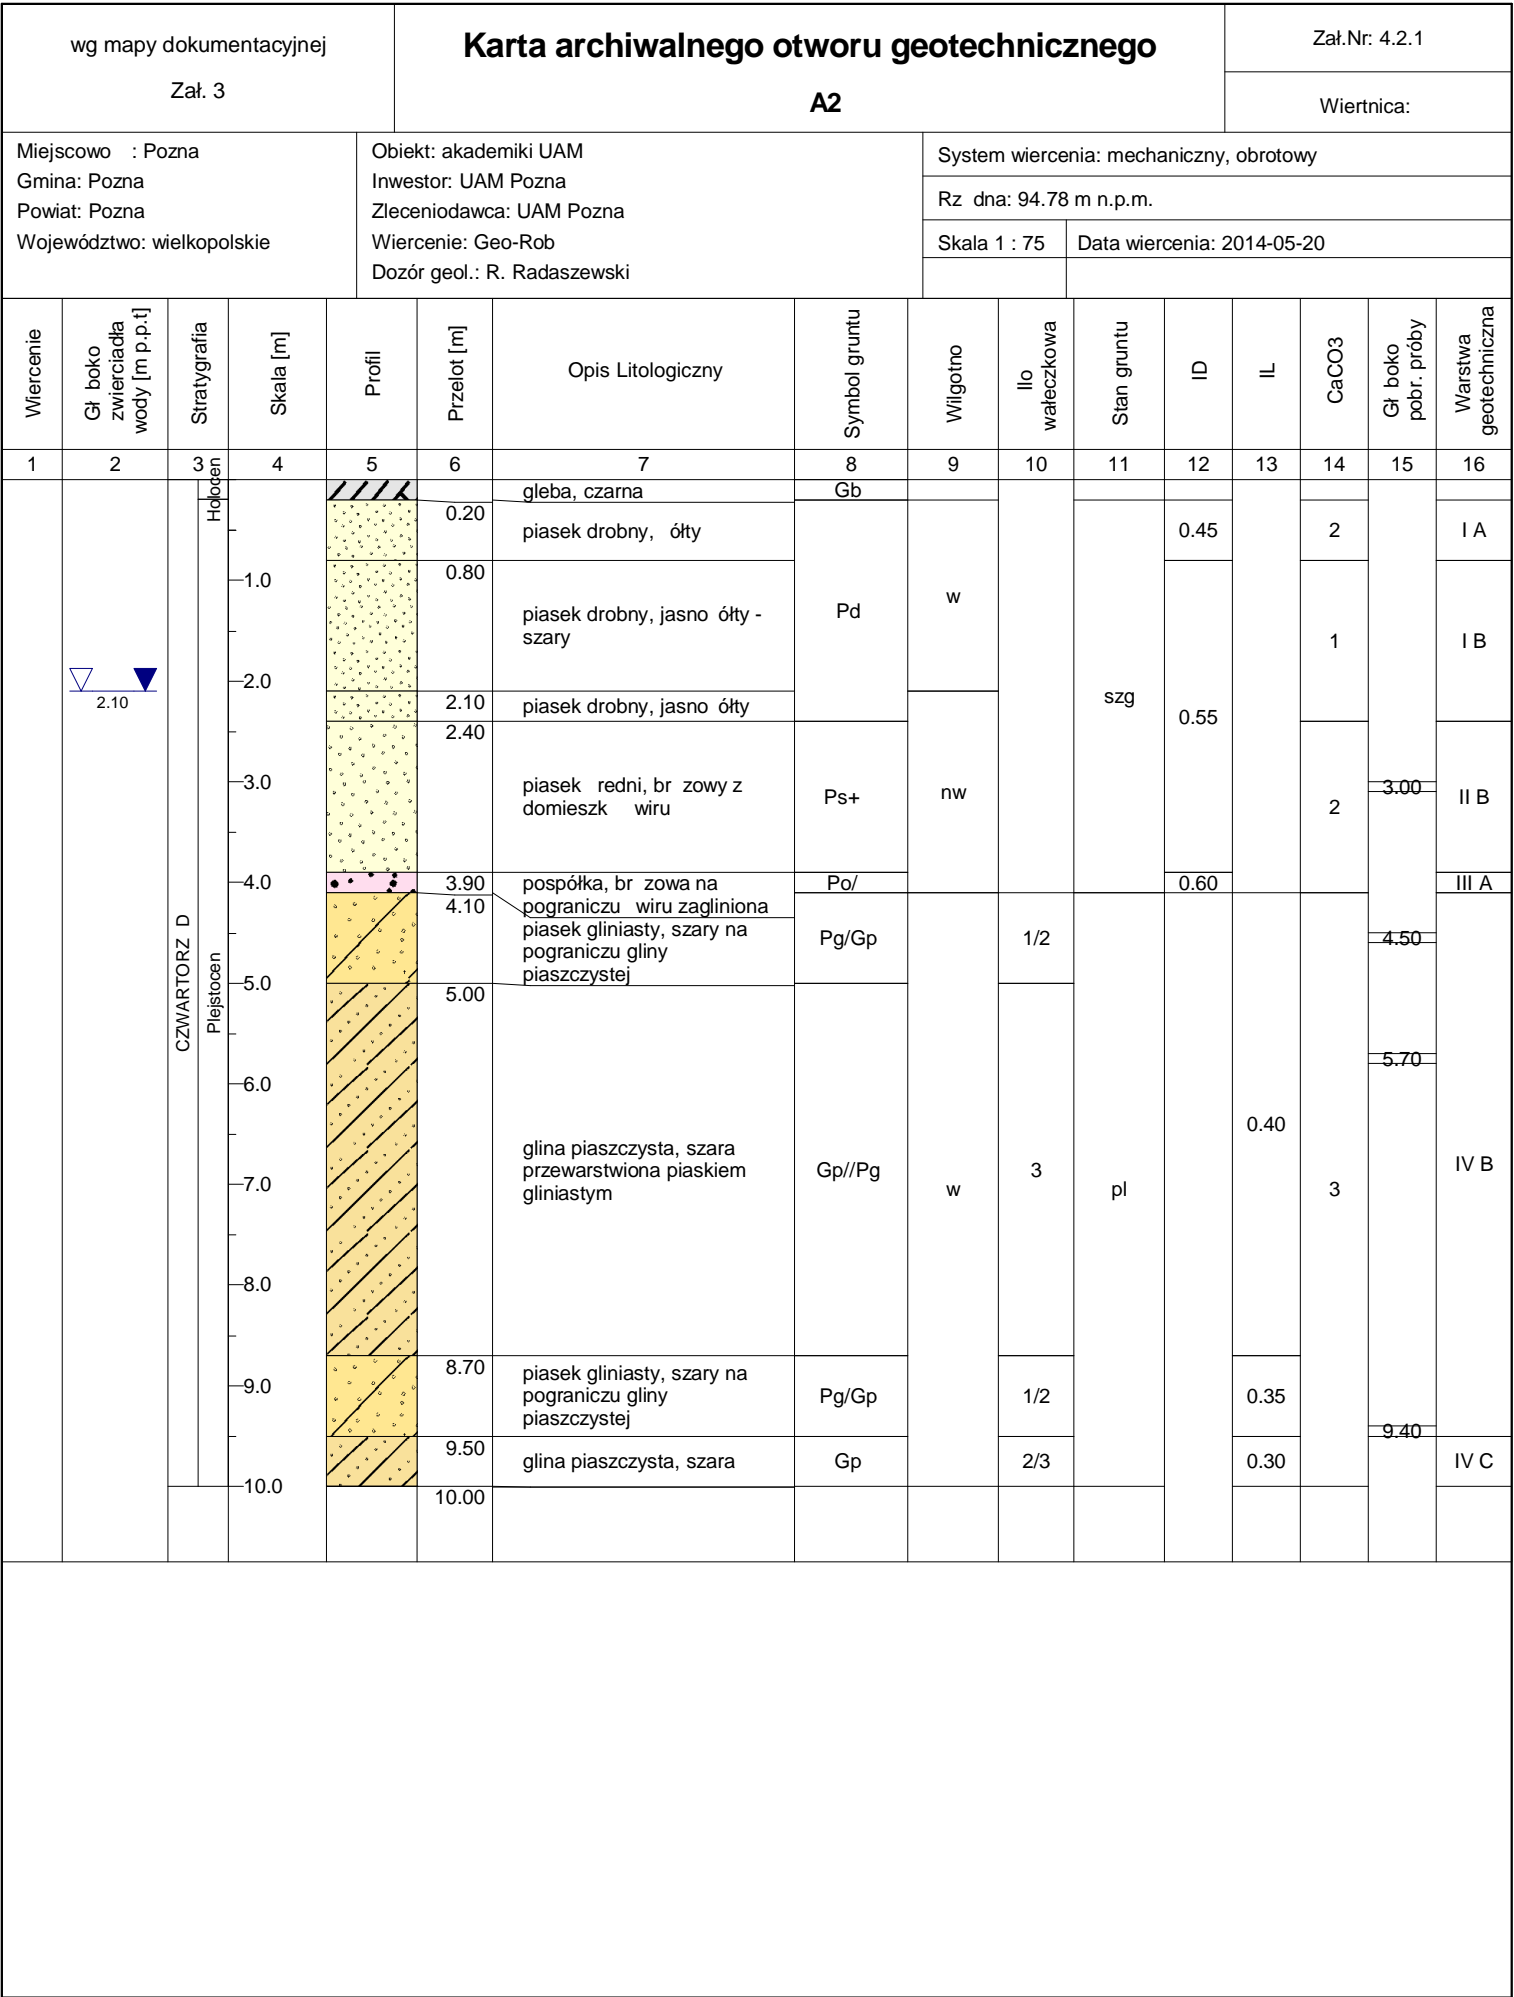 wg mapy dokumentacyjnej
Zał. 3
Karta archiwalnego otworu geotechnicznego
A2
Zał.Nr: 4.2.1
Wiertnica:
Miejscowo : Pozna
Gmina: Pozna
Powiat: Pozna
Województwo: wielkopolskie
Obiekt: akademiki UAM
Inwestor: UAM Pozna
Zleceniodawca: UAM Pozna
Wiercenie: Geo-Rob
Dozór geol.: R. Radaszewski
System wiercenia: mechaniczny, obrotowy
Rz dna: 94.78 m n.p.m.
Skala 1 : 75
Data wiercenia: 2014-05-20
Wiercenie
Gł boko
zwierciadła
wody [m p.p.t]
Stratygrafia
Skala [m]
Profil
Przelot [m]
Opis Litologiczny
Symbol gruntu
Wilgotno
Ilo
wałeczkowa
Stan gruntu
ID
IL
CaCO3
Gł boko
pobr. próby
Warstwa
geotechniczna
1 2 3 4 5 6 7 8 9 10 11 12 13 14 15 16
2.10
CZWARTORZ D
Holocen
Plejstocen
1.0
2.0
3.0
4.0
5.0
6.0
7.0
8.0
9.0
10.0
0.20
0.80
2.10
2.40
3.90
4.10
5.00
8.70
9.50
10.00
gleba, czarna
piasek drobny, ółty
piasek drobny, jasno ółty -
szary
piasek drobny, jasno ółty
piasek redni, br zowy z
domieszk wiru
pospółka, br zowa na
pograniczu wiru zagliniona
piasek gliniasty, szary na
pograniczu gliny
piaszczystej
glina piaszczysta, szara
przewarstwiona piaskiem
gliniastym
piasek gliniasty, szary na
pograniczu gliny
piaszczystej
glina piaszczysta, szara
Gb
Pd
Ps+
Po/
Pg/Gp
Gp//Pg
Pg/Gp
Gp
w
nw
w
1/2
3
1/2
2/3
szg
pl
0.45
0.55
0.60
0.40
0.35
0.30
2
1
2
3
3.00
4.50
5.70
9.40
I A
I B
II B
III A
IV B
IV C